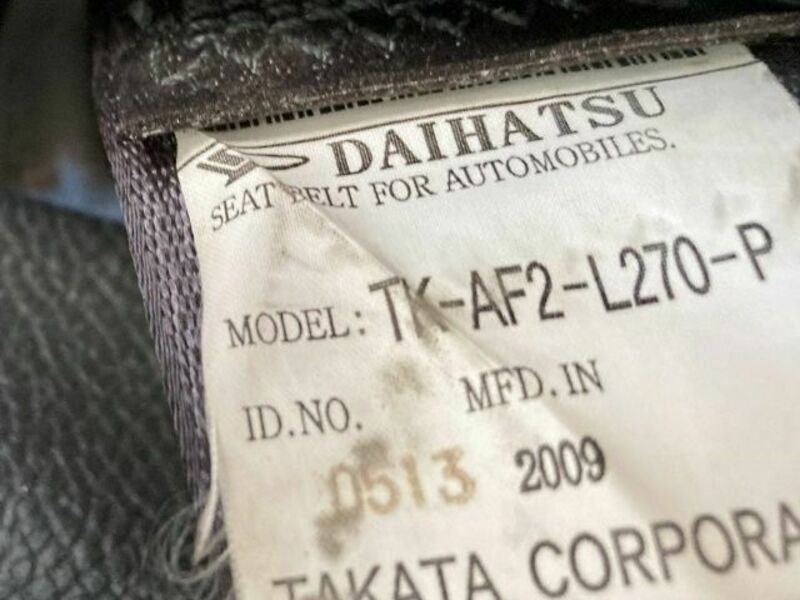 DAIHATSU
SEAT BELT FOR AUTOMOBILES.
MODEL: TK-AF2-L270-P
ID.NO. MFD.IN
0513 2009
TAKATA CORPORA